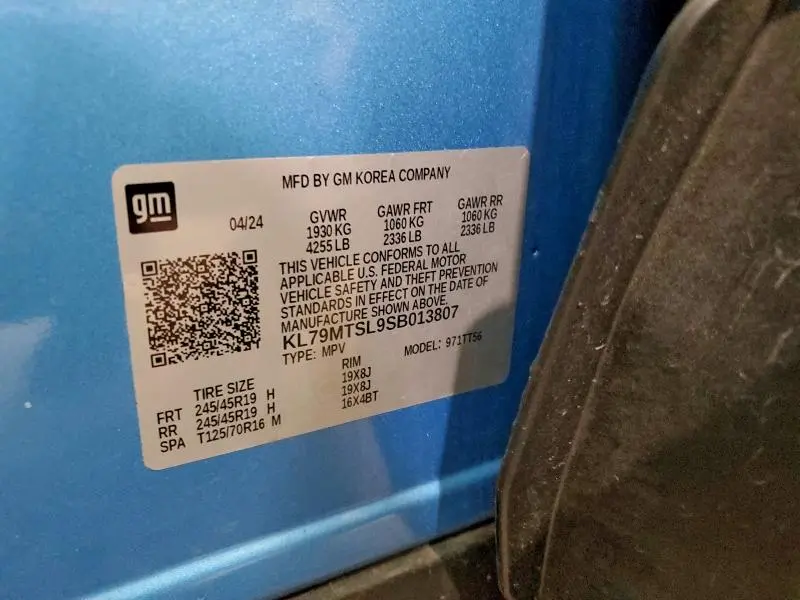 gm
MFD BY GM KOREA COMPANY
04/24
GVWR GAWR FRT GAWR RR
1930 KG 1060 KG 1060 KG
4255 LB 2336 LB 2336 LB
THIS VEHICLE CONFORMS TO ALL
APPLICABLE U.S. FEDERAL MOTOR
VEHICLE SAFETY AND THEFT PREVENTION
STANDARDS IN EFFECT ON THE DATE OF
MANUFACTURE SHOWN ABOVE.
KL79MTSL9SB013807
TYPE: MPV MODEL: 971TT56
TIRE SIZE RIM
FRT 245/45R19 H 19X8J
RR 245/45R19 H 19X8J
SPA T125/70R16 M 16X4BT